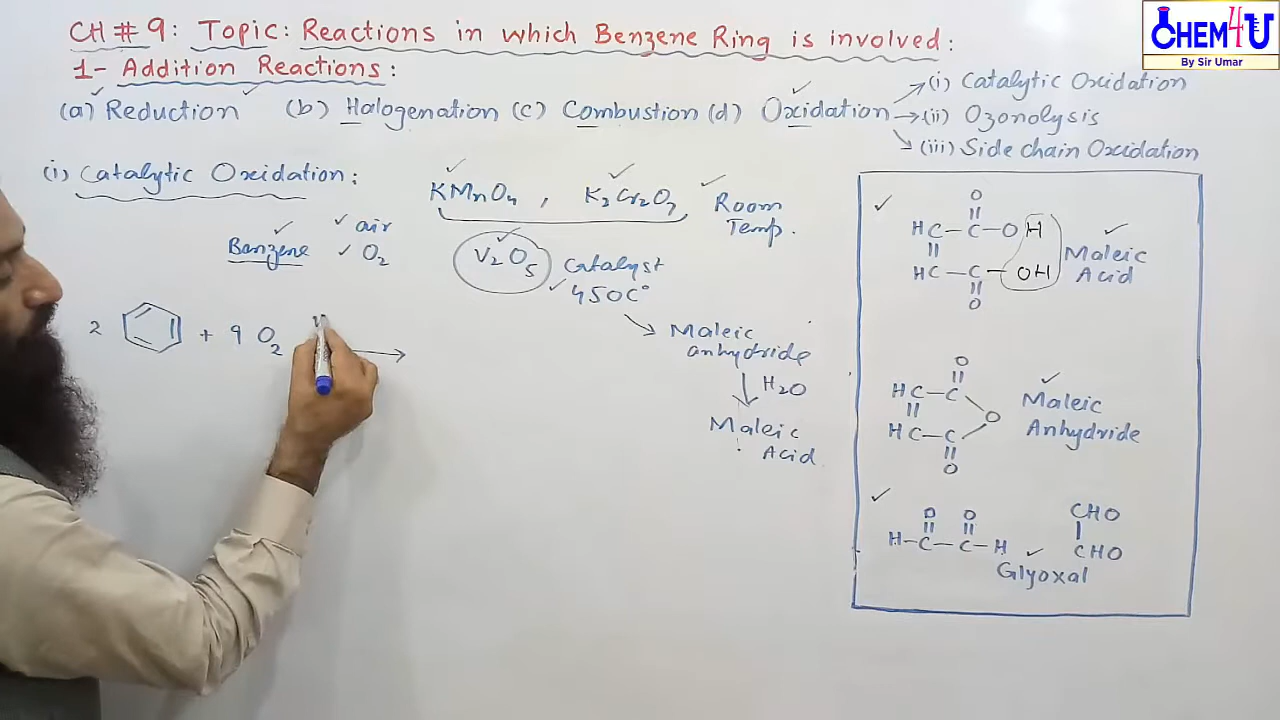 CH # 9: Topic: Reactions in which Benzene Ring is involved:
CHEM4U
By Sir Umar
1- Addition Reactions:
(a) Reduction (b) Halogenation (c) Combustion (d) Oxidation
(i) Catalytic Oxidation
(ii) Ozonolysis
(iii) Side chain Oxidation
(i) Catalytic Oxidation:
KMnO4, K2Cr2O7 Room Temp.
Benzene air O2
V2O5 Catalyst
450C°
Maleic anhydride
H2O
Maleic Acid
2 + 9 O2 V
O
||
HC-C-OH
||
HC-C-OH
||
O
Maleic Acid
O
||
HC-C
|| O
HC-C
||
O
Maleic Anhydride
O O
|| ||
H-C-C-H
CHO
|
CHO
Glyoxal